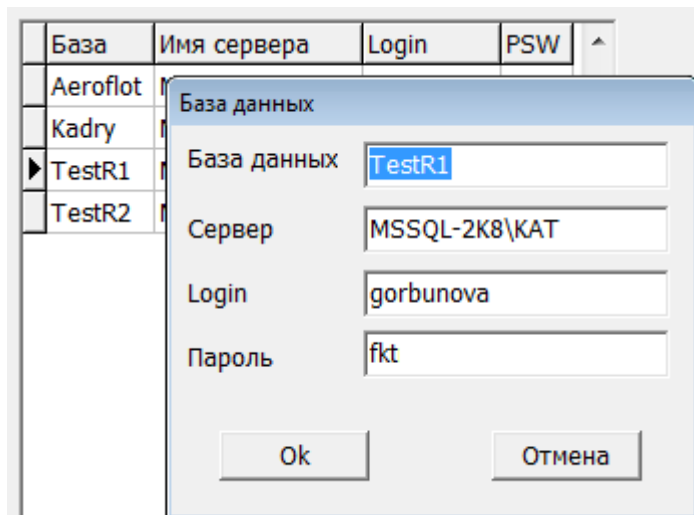 База Имя сервера Login PSW
Aeroflot
Kadry
TestR1
TestR2
База данных
База данных TestR1
Сервер MSSQL-2K8\KAT
Login gorbunova
Пароль fkt
Ok Отмена